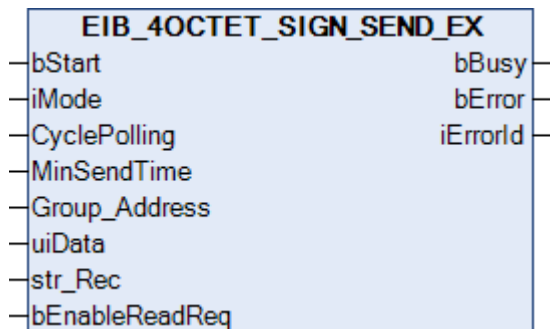 EIB_4OCTET_SIGN_SEND_EX
bStart bBusy
iMode bError
CyclePolling iErrorId
MinSendTime
Group_Address
uiData
str_Rec
bEnableReadReq